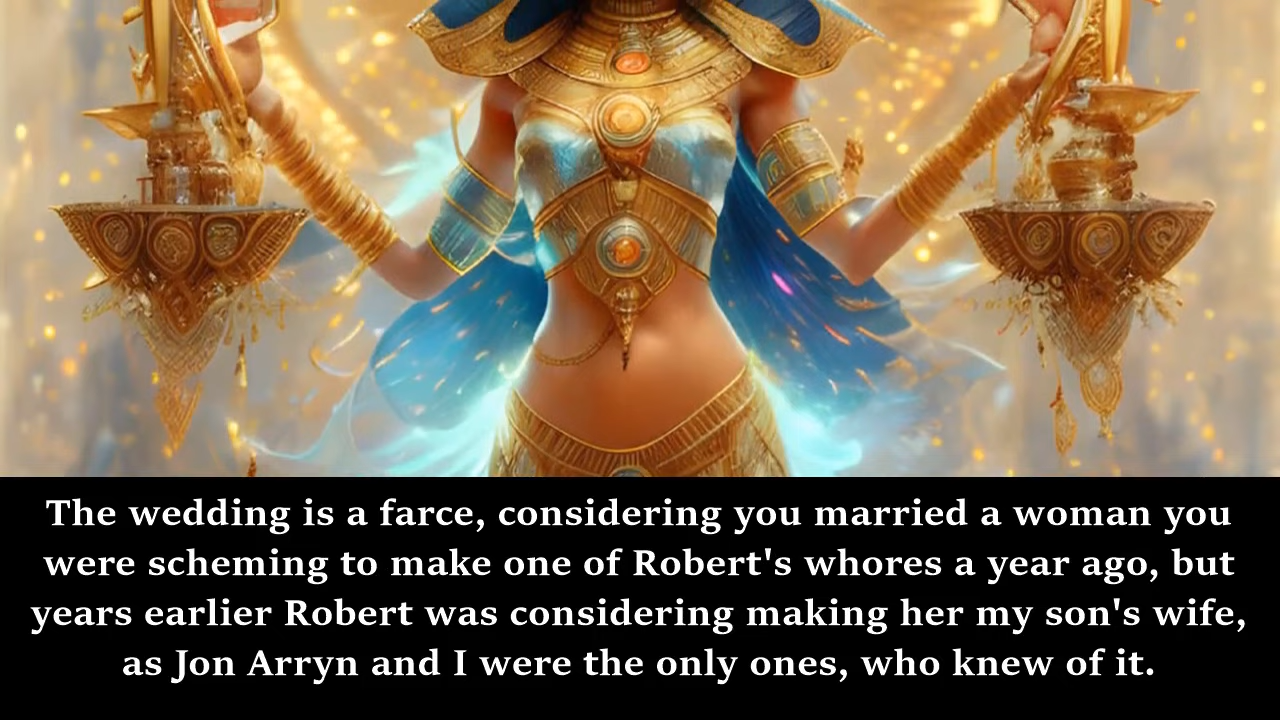 The wedding is a farce, considering you married a woman you
were scheming to make one of Robert's whores a year ago, but
years earlier Robert was considering making her my son's wife,
as Jon Arryn and I were the only ones, who knew of it.